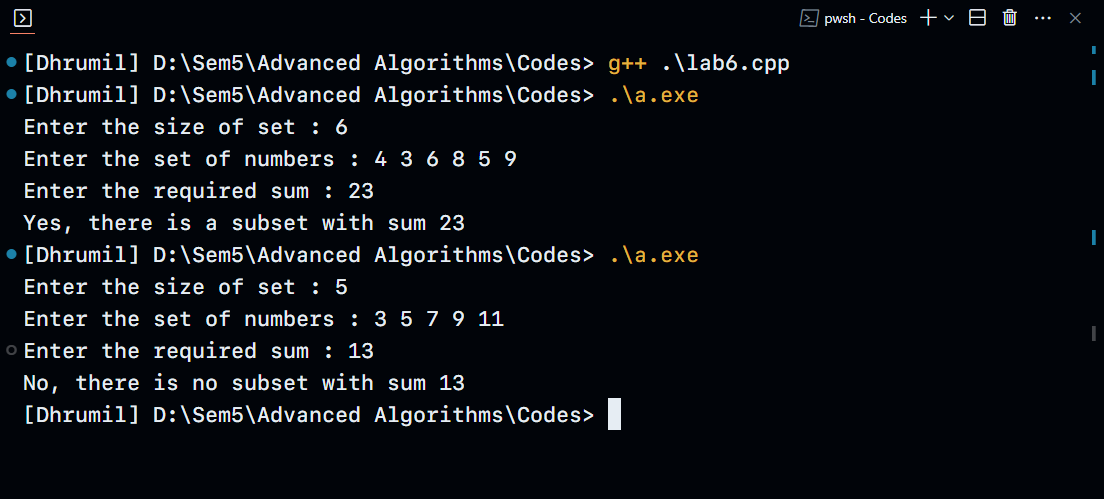 pwsh - Codes
[Dhrumil] D:\Sem5\Advanced Algorithms\Codes> g++ .\lab6.cpp
[Dhrumil] D:\Sem5\Advanced Algorithms\Codes> .\a.exe
Enter the size of set : 6
Enter the set of numbers : 4 3 6 8 5 9
Enter the required sum : 23
Yes, there is a subset with sum 23
[Dhrumil] D:\Sem5\Advanced Algorithms\Codes> .\a.exe
Enter the size of set : 5
Enter the set of numbers : 3 5 7 9 11
Enter the required sum : 13
No, there is no subset with sum 13
[Dhrumil] D:\Sem5\Advanced Algorithms\Codes>